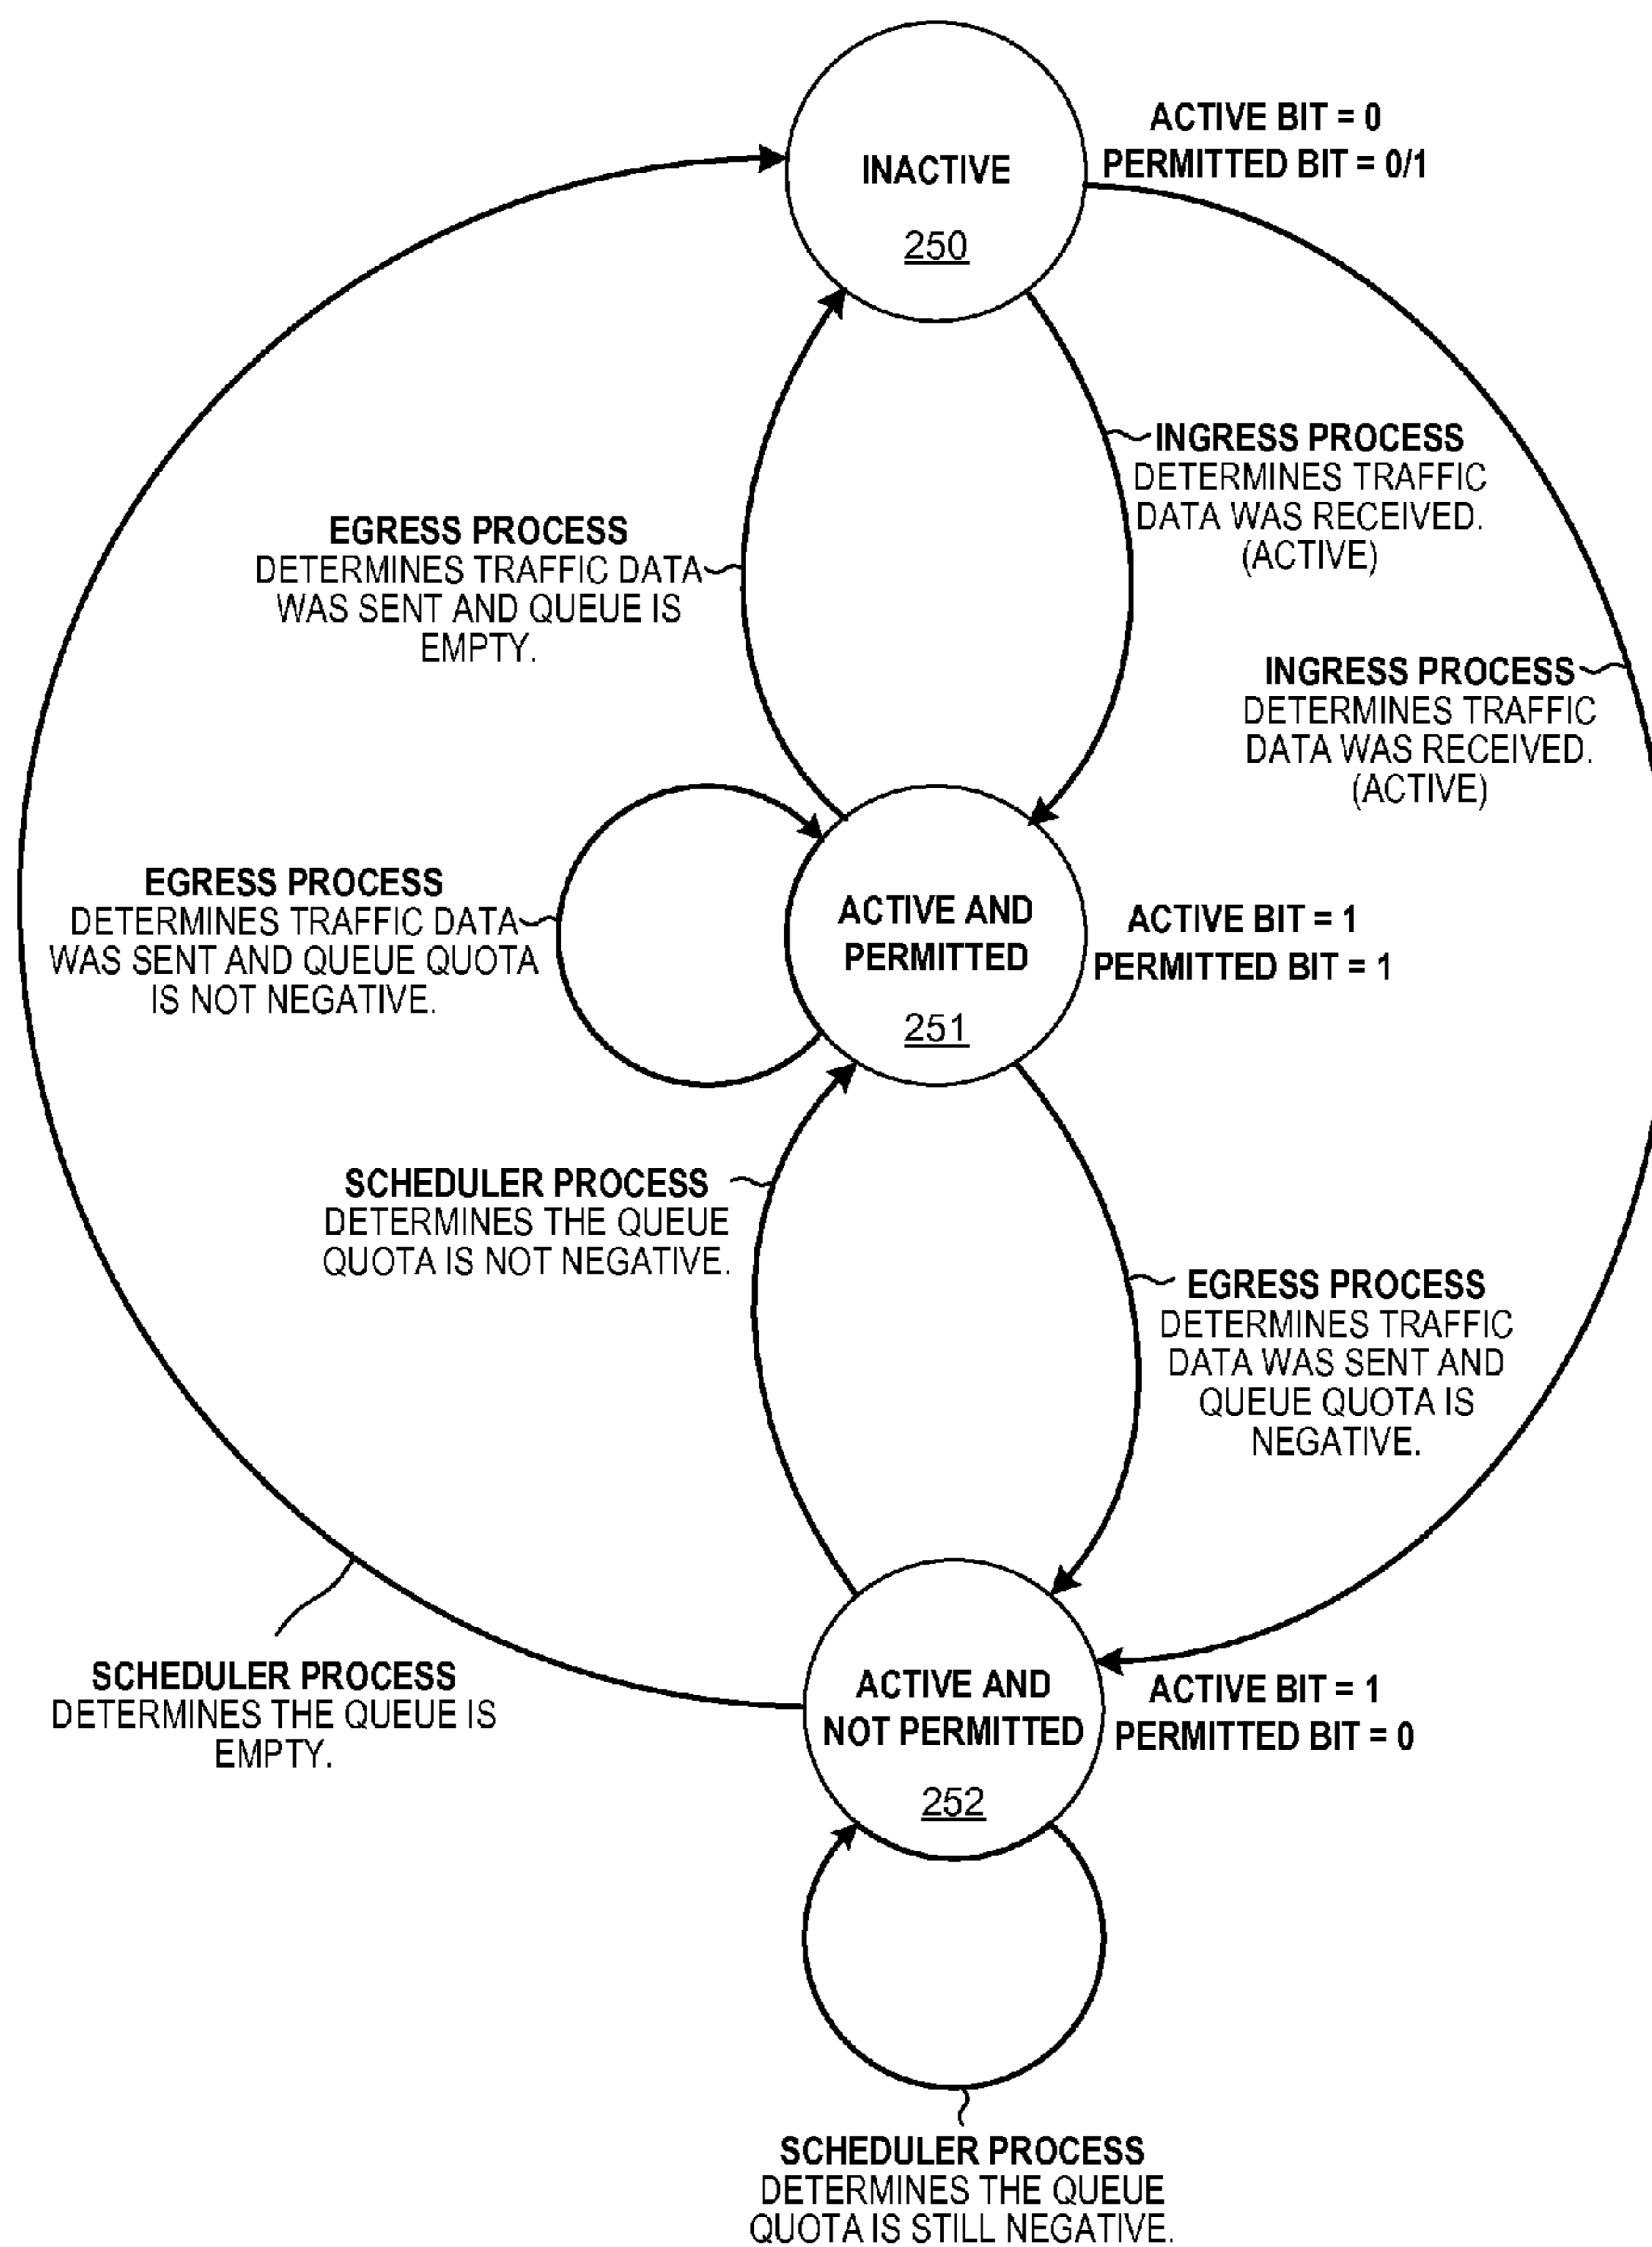 ACTIVE BIT = 0
PERMITTED BIT = 0/1
INACTIVE
250
INGRESS PROCESS
DETERMINES TRAFFIC
DATA WAS RECEIVED.
(ACTIVE)
EGRESS PROCESS
DETERMINES TRAFFIC DATA
WAS SENT AND QUEUE IS
EMPTY.
INGRESS PROCESS
DETERMINES TRAFFIC
DATA WAS RECEIVED.
(ACTIVE)
EGRESS PROCESS
DETERMINES TRAFFIC DATA
WAS SENT AND QUEUE QUOTA
IS NOT NEGATIVE.
ACTIVE AND
PERMITTED
251
ACTIVE BIT = 1
PERMITTED BIT = 1
SCHEDULER PROCESS
DETERMINES THE QUEUE
QUOTA IS NOT NEGATIVE.
EGRESS PROCESS
DETERMINES TRAFFIC
DATA WAS SENT AND
QUEUE QUOTA IS
NEGATIVE.
SCHEDULER PROCESS
DETERMINES THE QUEUE IS
EMPTY.
ACTIVE AND
NOT PERMITTED
252
ACTIVE BIT = 1
PERMITTED BIT = 0
SCHEDULER PROCESS
DETERMINES THE QUEUE
QUOTA IS STILL NEGATIVE.